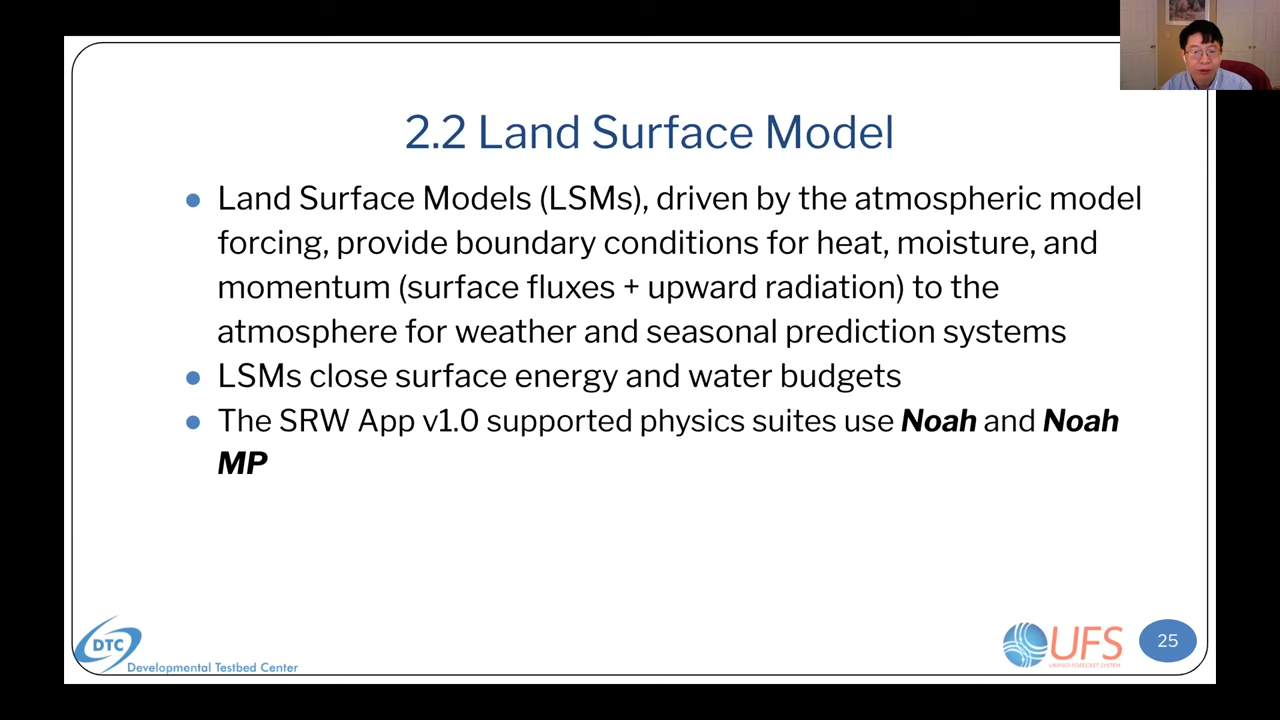 2.2 Land Surface Model
● Land Surface Models (LSMs), driven by the atmospheric model
forcing, provide boundary conditions for heat, moisture, and
momentum (surface fluxes + upward radiation) to the
atmosphere for weather and seasonal prediction systems
● LSMs close surface energy and water budgets
● The SRW App v1.0 supported physics suites use Noah and Noah
MP
DTC
Developmental Testbed Center
UFS
UNIFIED FORECAST SYSTEM
25